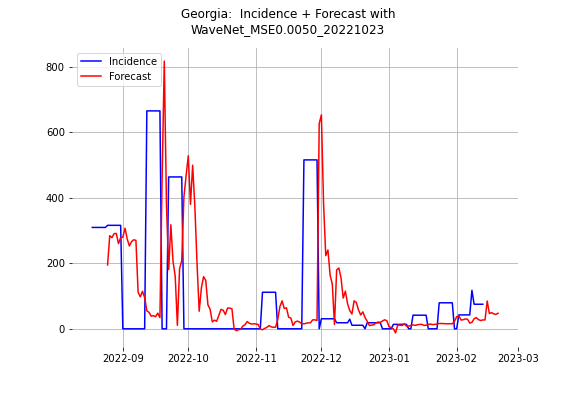 Georgia:  Incidence + Forecast with
WaveNet_MSE0.0050_20221023
Incidence
Forecast
800
600
400
200
0
2022-09 2022-10 2022-11 2022-12 2023-01 2023-02 2023-03